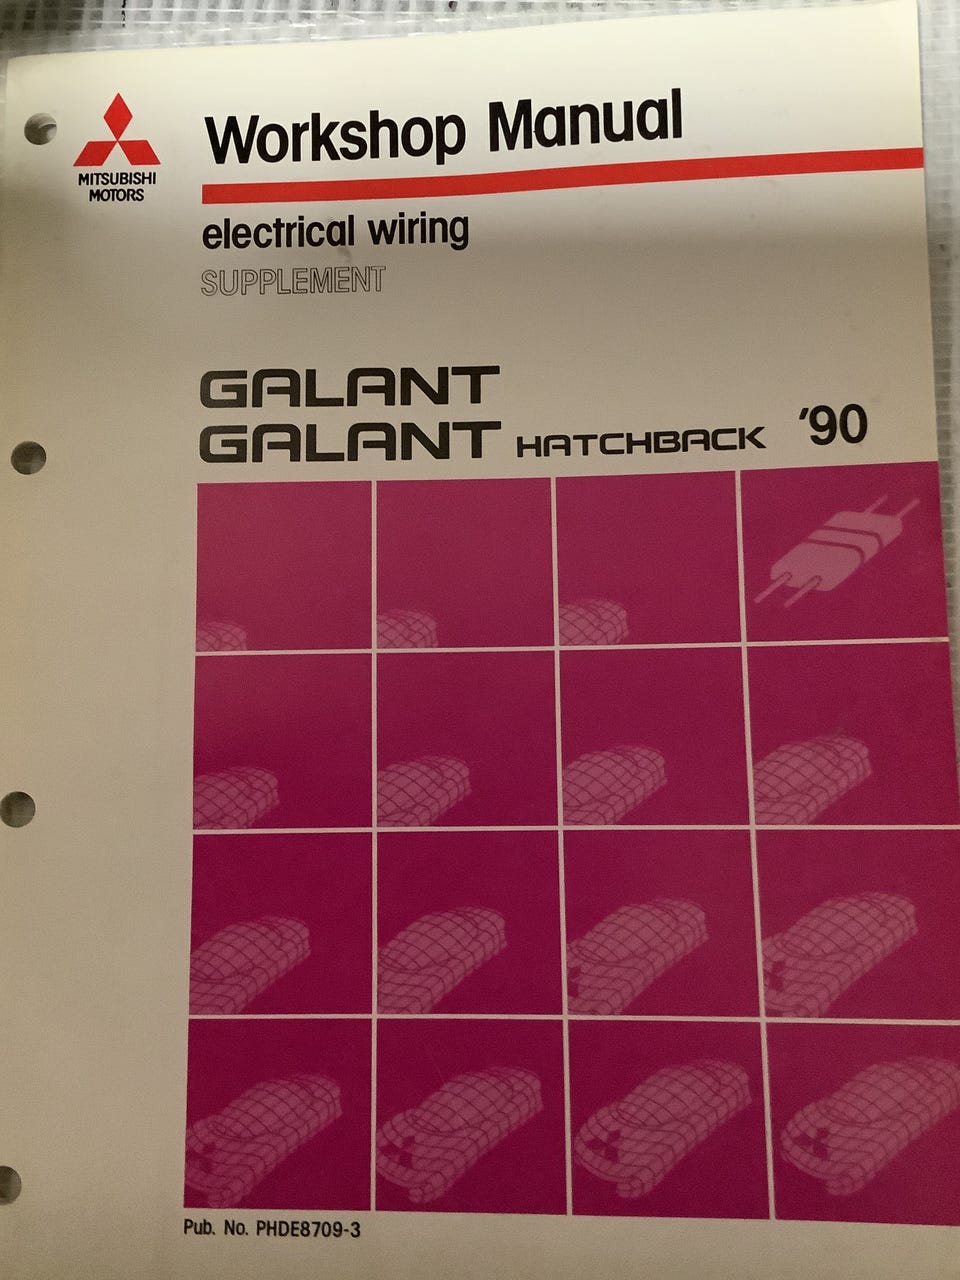 Workshop Manual
MITSUBISHI
MOTORS
electrical wiring
SUPPLEMENT
GALANT
GALANT HATCHBACK '90
Pub. No. PHDE8709-3